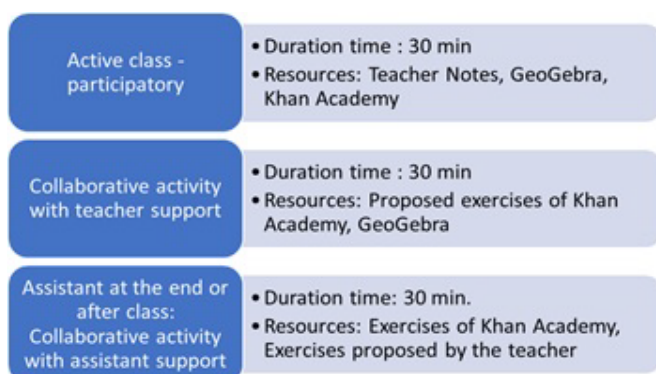 Active class -
participatory
• Duration time : 30 min
• Resources: Teacher Notes, GeoGebra,
Khan Academy
Collaborative activity
with teacher support
• Duration time : 30 min
• Resources: Proposed exercises of Khan
Academy, GeoGebra
Assistant at the end or
after class:
Collaborative activity
with assistant support
• Duration time: 30 min.
• Resources: Exercises of Khan Academy,
Exercises proposed by the teacher